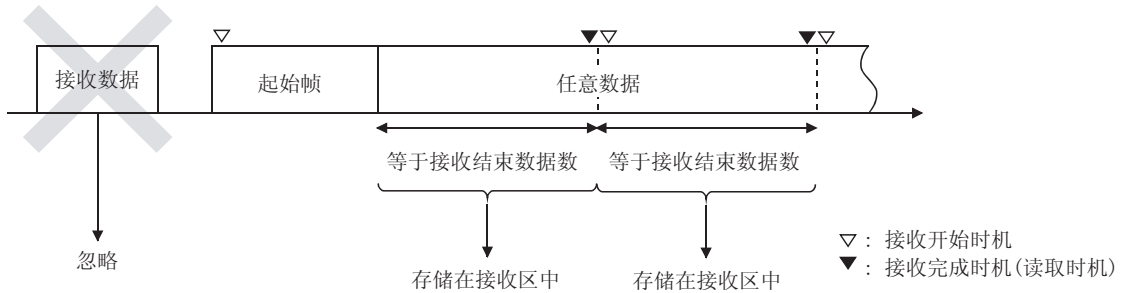 接收数据
起始帧
任意数据
等于接收结束数据数
等于接收结束数据数
忽略
存储在接收区中
存储在接收区中
▽ : 接收开始时机
▼ : 接收完成时机(读取时机)